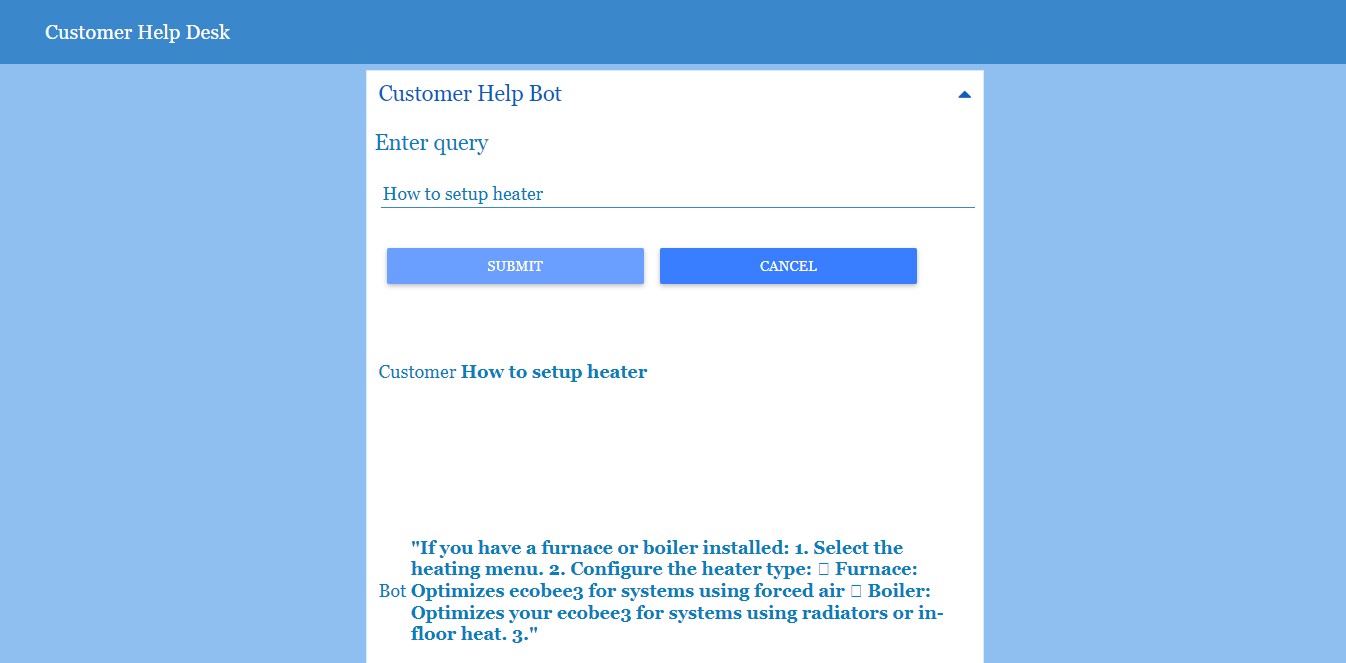 Customer Help Desk
Customer Help Bot
Enter query
How to setup heater
SUBMIT
CANCEL
Customer How to setup heater
"If you have a furnace or boiler installed: 1. Select the
heating menu. 2. Configure the heater type: ▯ Furnace:
Bot Optimizes ecobee3 for systems using forced air ▯ Boiler:
Optimizes your ecobee3 for systems using radiators or in-
floor heat. 3."